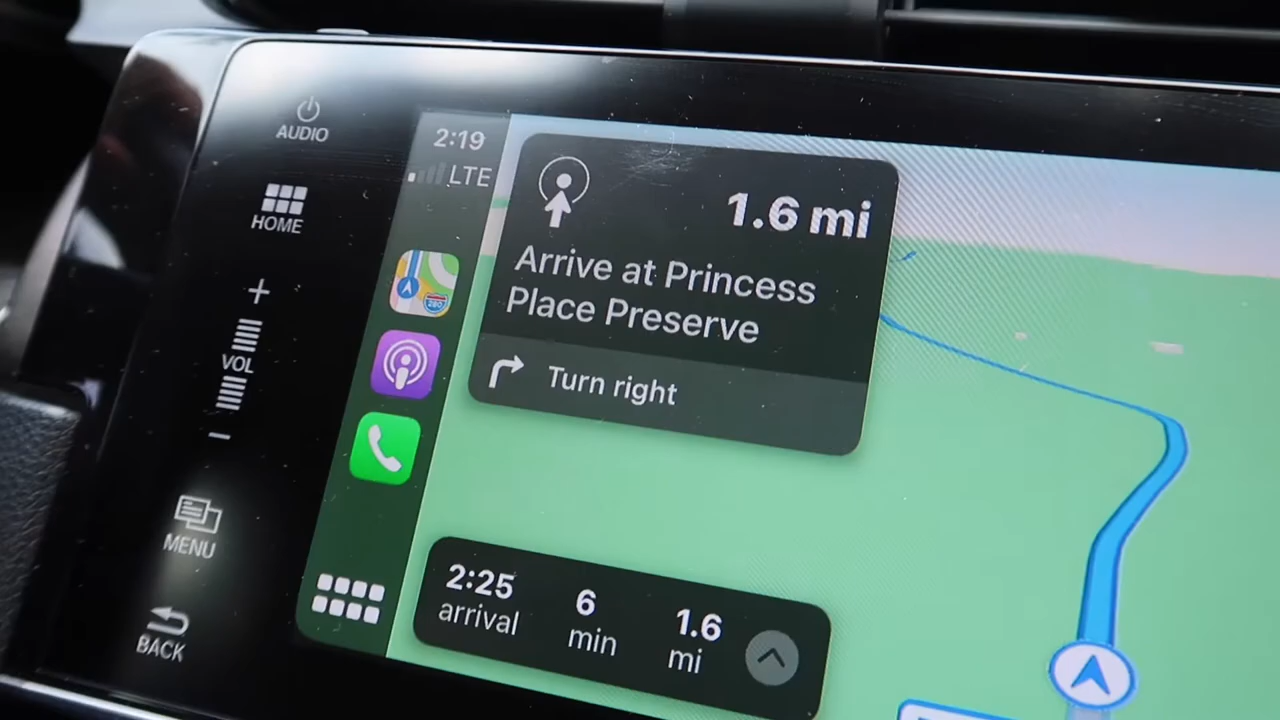 AUDIO
HOME
+
VOL
−
MENU
BACK
2:19
LTE
280
1.6 mi
Arrive at Princess
Place Preserve
Turn right
2:25 6 1.6
arrival min mi